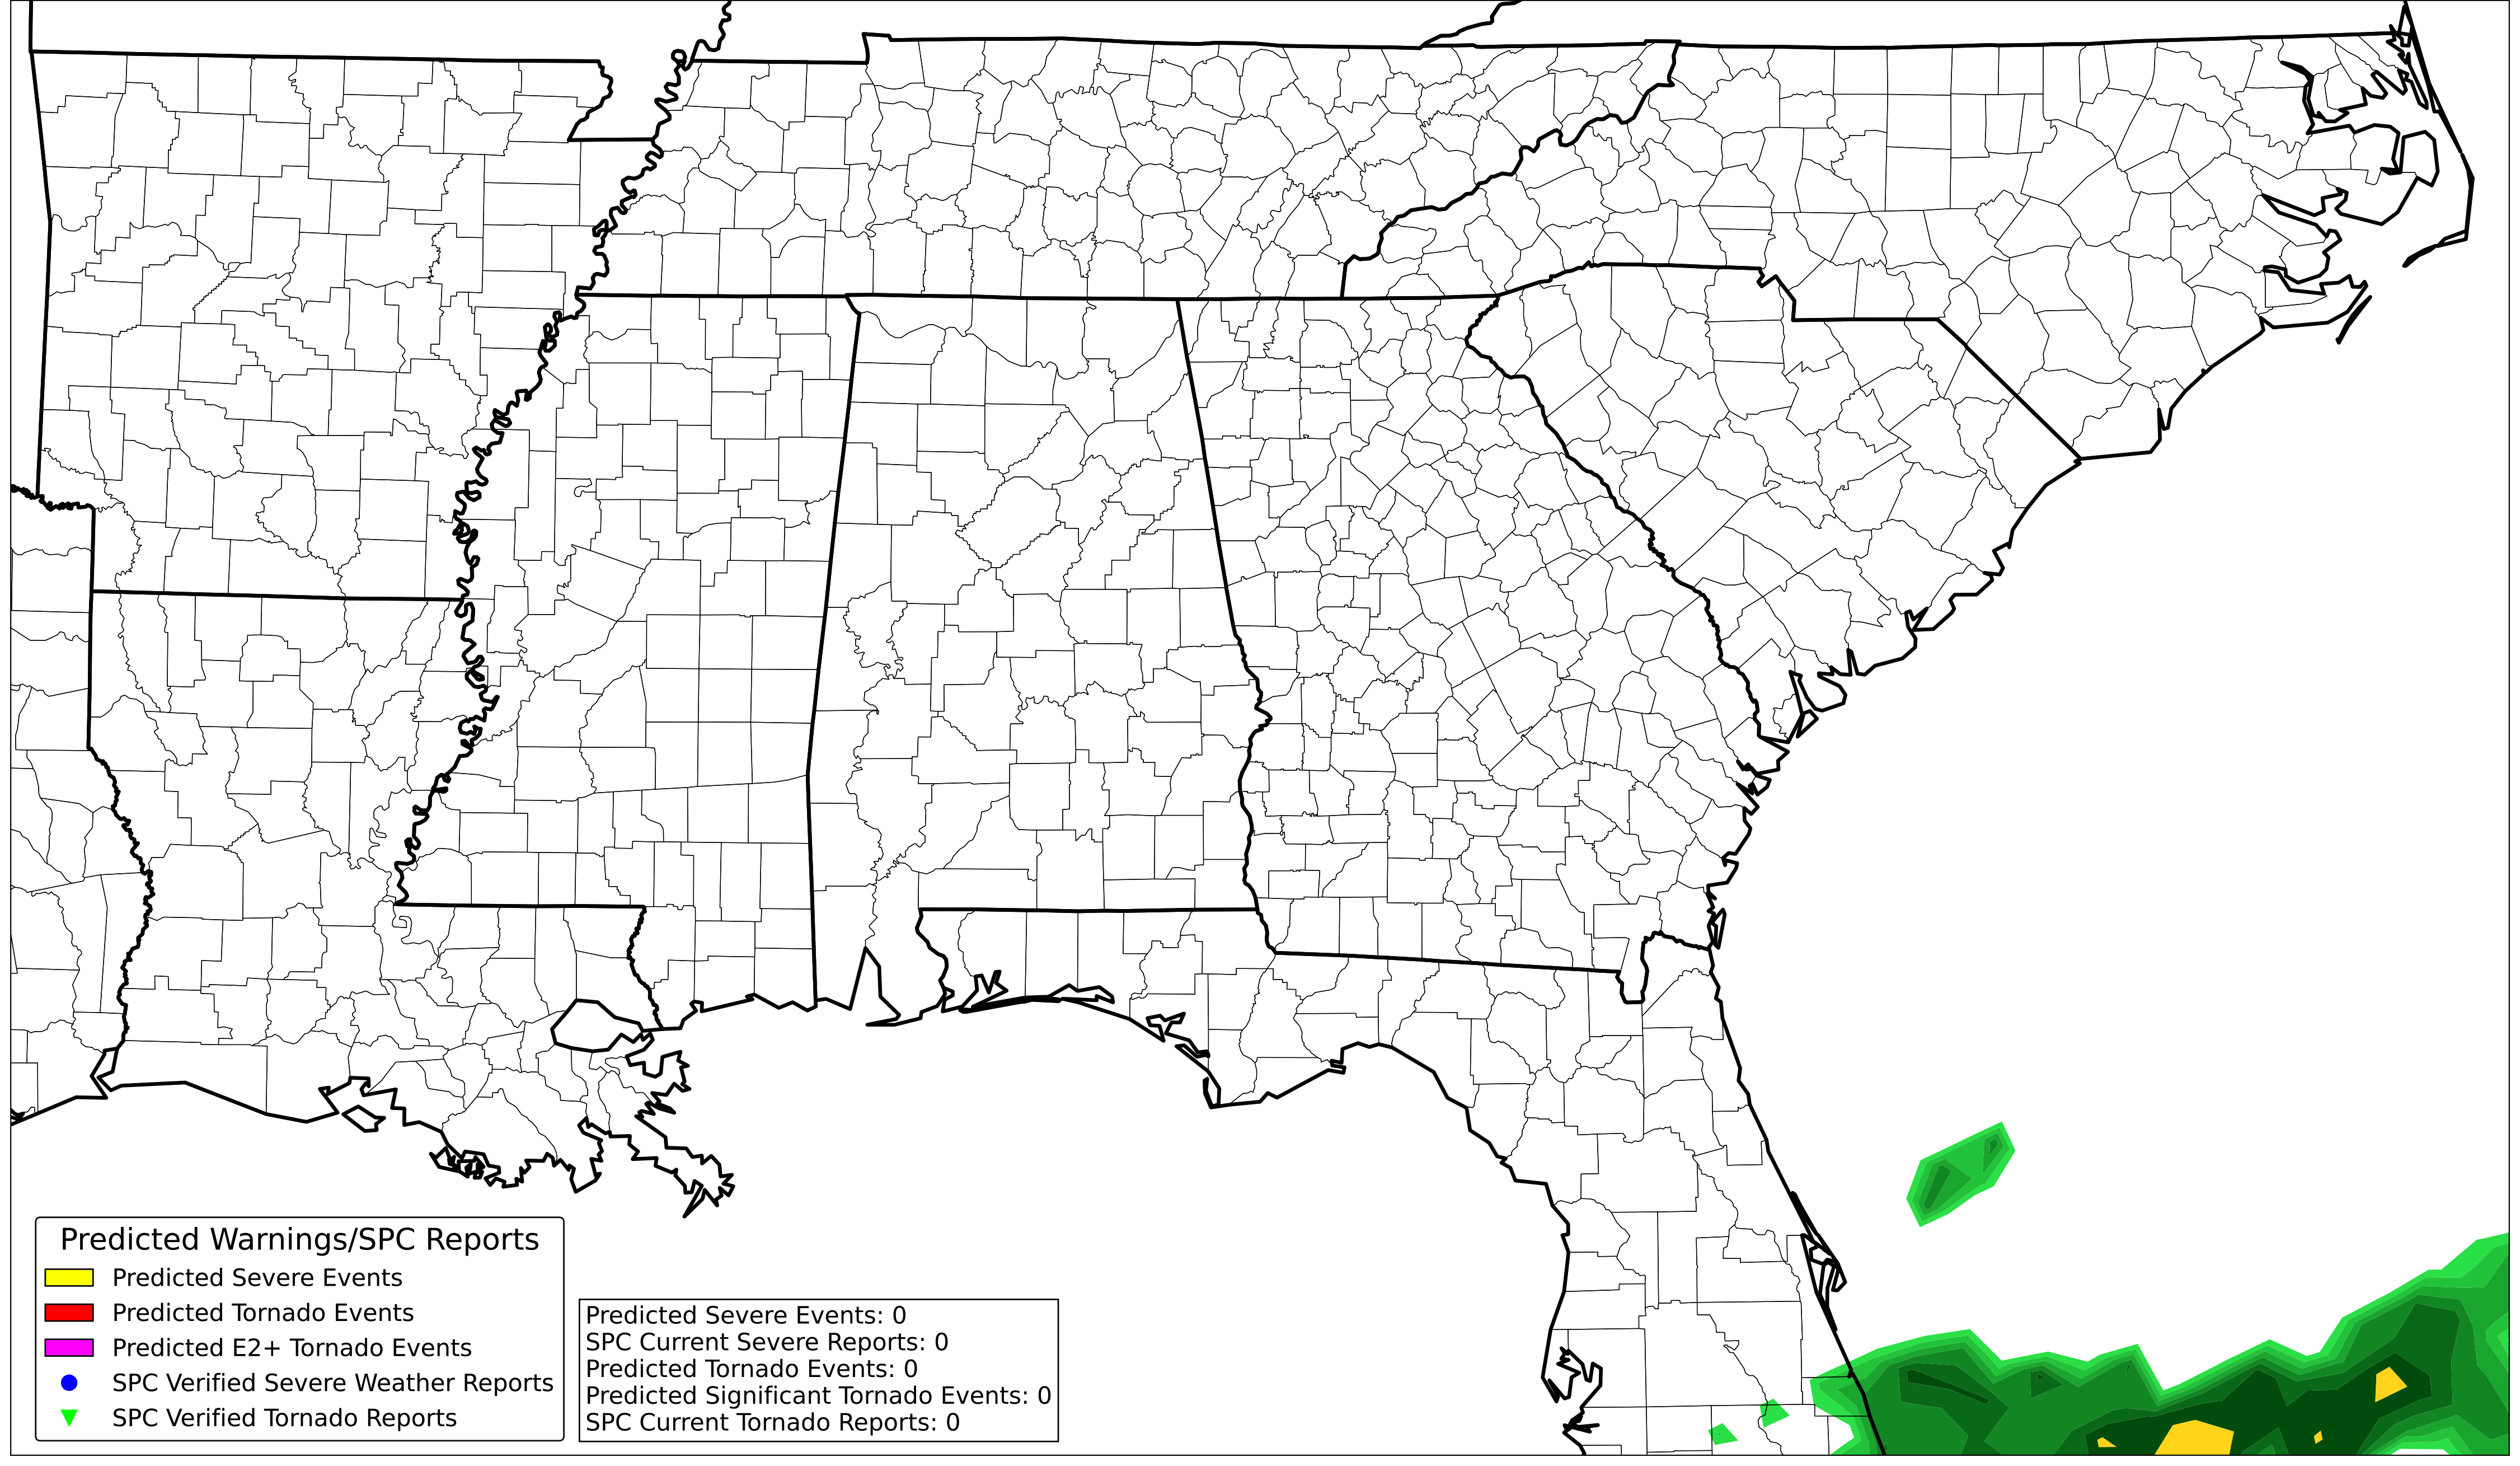 Predicted Warnings/SPC Reports
Predicted Severe Events
Predicted Tornado Events
Predicted E2+ Tornado Events
SPC Verified Severe Weather Reports
SPC Verified Tornado Reports
Predicted Severe Events: 0
SPC Current Severe Reports: 0
Predicted Tornado Events: 0
Predicted Significant Tornado Events: 0
SPC Current Tornado Reports: 0